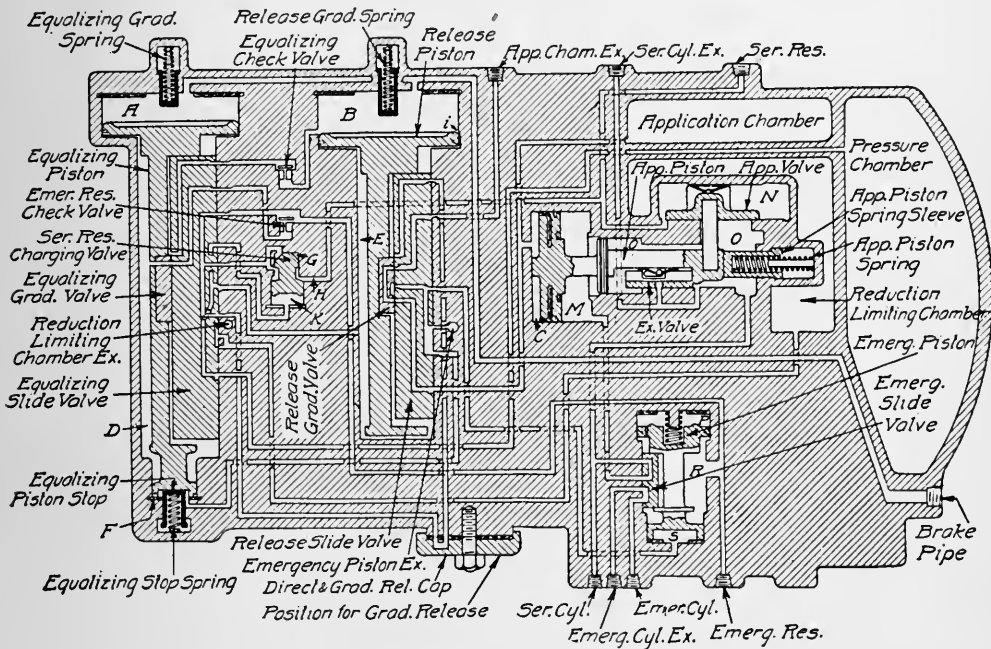 Equalizing Grad.
Spring
Release Grad. Spring
Equalizing
Check Valve
Release
Piston
App. Cham. Ex.
Ser. Cyl. Ex.
Ser. Res.
A
B
i
Application Chamber
Equalizing
Piston
Emer. Res.
Check Valve
Ser. Res.
Charging Valve
Equalizing
Grad. Valve
Reduction
Limiting
Chamber Ex.
Equalizing
Slide Valve
D
Equalizing
Piston Stop
F
Equalizing Stop Spring
E
G
H
K
Release
Grad. Valve
App. Piston
App. Valve
N
O
O
M
C
Ex. Valve
Pressure
Chamber
App. Piston
Spring Sleeve
App. Piston
Spring
Reduction
Limiting Chamber
Emerg. Piston
Emerg.
Slide
Valve
R
S
Brake
Pipe
Release Slide Valve
Emergency Piston Ex.
Direct & Grad. Rel. Cap
Position for Grad. Release
Ser. Cyl.
Emerg. Cyl. Ex.
Emer. Cyl.
Emerg. Res.